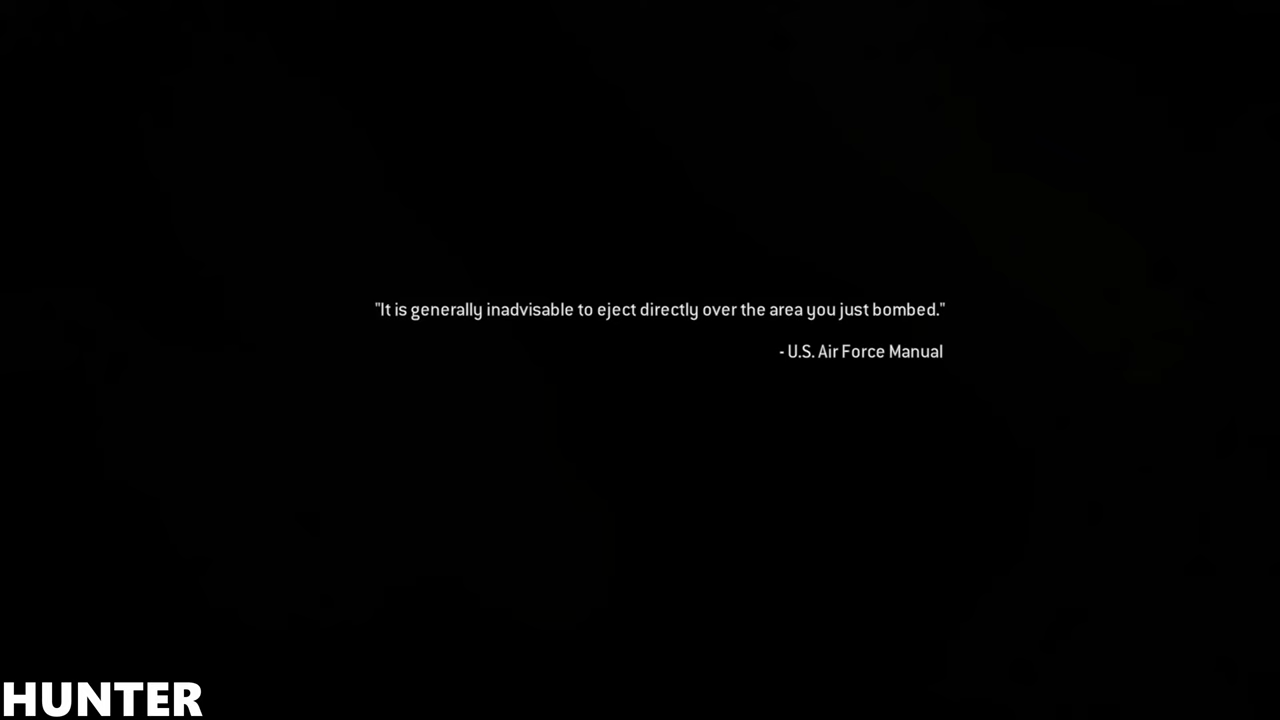 "It is generally inadvisable to eject directly over the area you just bombed."
- U.S. Air Force Manual
HUNTER